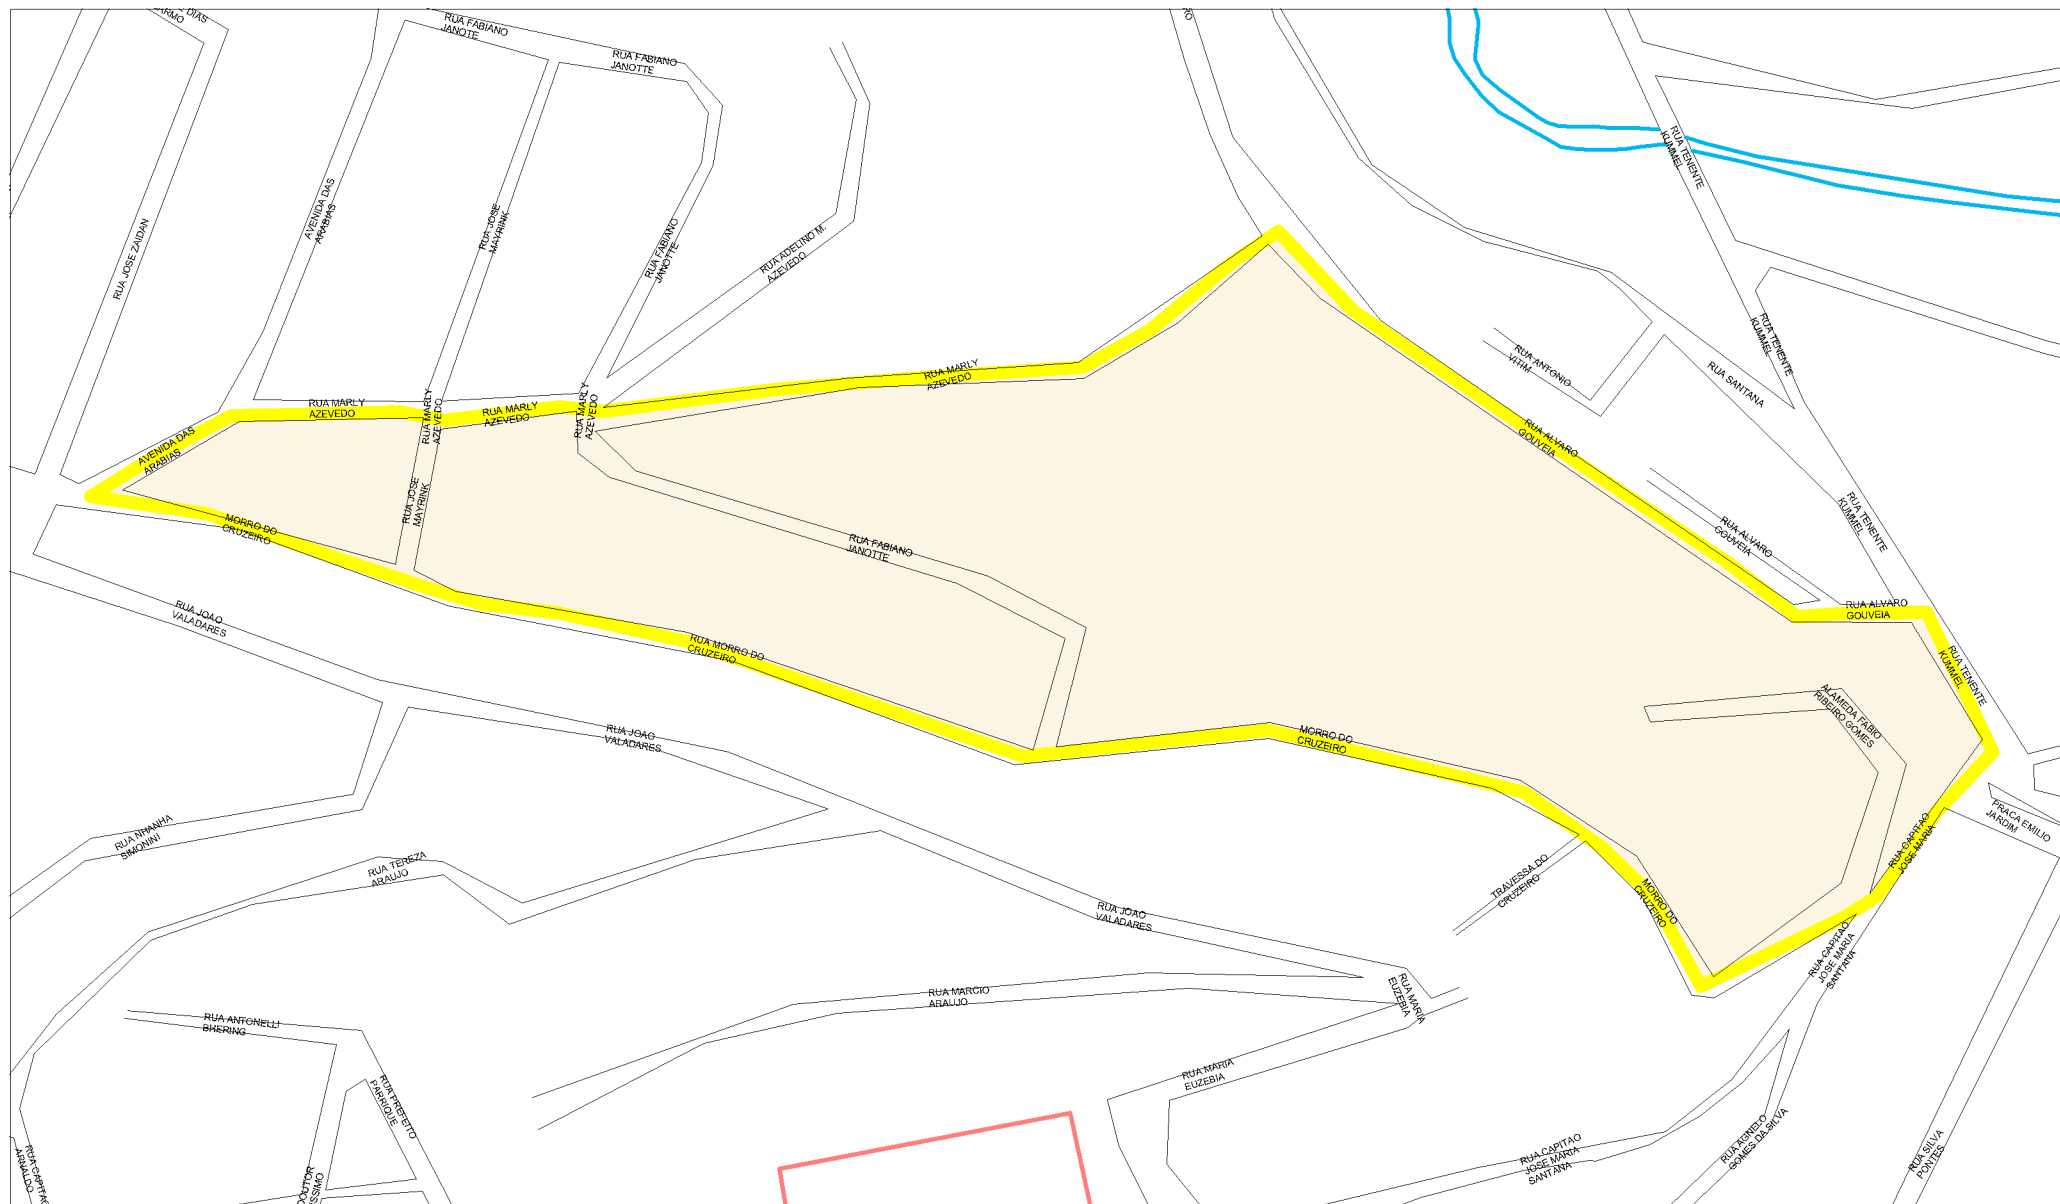 DIAS
RUA FABIANO
JANOTE
RUA FABIANO
JANOTTE
RUA TENENTE
KUMMEL
AVENIDA DAS
ARABIAS
RUA JOSE
MAYRINK
RUA JOSE ZAIDAN
RUA FABIANO
JANOTTE
RUA ADELINO M.
AZEVEDO
RUA TENENTE
KUMMEL
RUA ANTONIO
VITIM
RUA SANTANA
RUA MARLY
AZEVEDO
RUA MARLY
AZEVEDO
RUA MARLY
AZEVEDO
RUA MARLY
AZEVEDO
RUA MARLY
AZEVEDO
AVENIDA DAS
ARABIAS
RUA ALVARO
GOUVEIA
RUA JOSE
MAYRINK
MORRO DO
CRUZEIRO
RUA FABIANO
JANOTTE
RUA TENENTE
KUMMEL
RUA ALVARO
GOUVEIA
RUA ALVARO
GOUVEIA
RUA JOAO
VALADARES
RUA MORRO DO
CRUZEIRO
RUA TENENTE
KUMMEL
ALAMEDA FABIO
RIBEIRO GOMES
RUA JOAO
VALADARES
MORRO DO
CRUZEIRO
RUA NHANHA
SIMONINI
RUA TEREZA
ARAUJO
PRACA EMILIO
JARDIM
RUA CAPITAO
JOSE MARIA
TRAVESSA DO
CRUZEIRO
MORRO DO
CRUZEIRO
RUA JOAO
VALADARES
RUA CAPITAO
JOSE MARIA
SANTANA
RUA MARCIO
ARAUJO
RUA MARIA
EUZEBIA
RUA ANTONELLI
BHERING
RUA MARIA
EUZEBIA
RUA PREFEITO
PARRIQUE
RUA CAPITAO
JOSE MARIA
SANTANA
RUA AGNELO
GOMES DA SILVA
RUA SILVA
PONTES
RUA CAPITAO
ARNALDO
DOUTOR